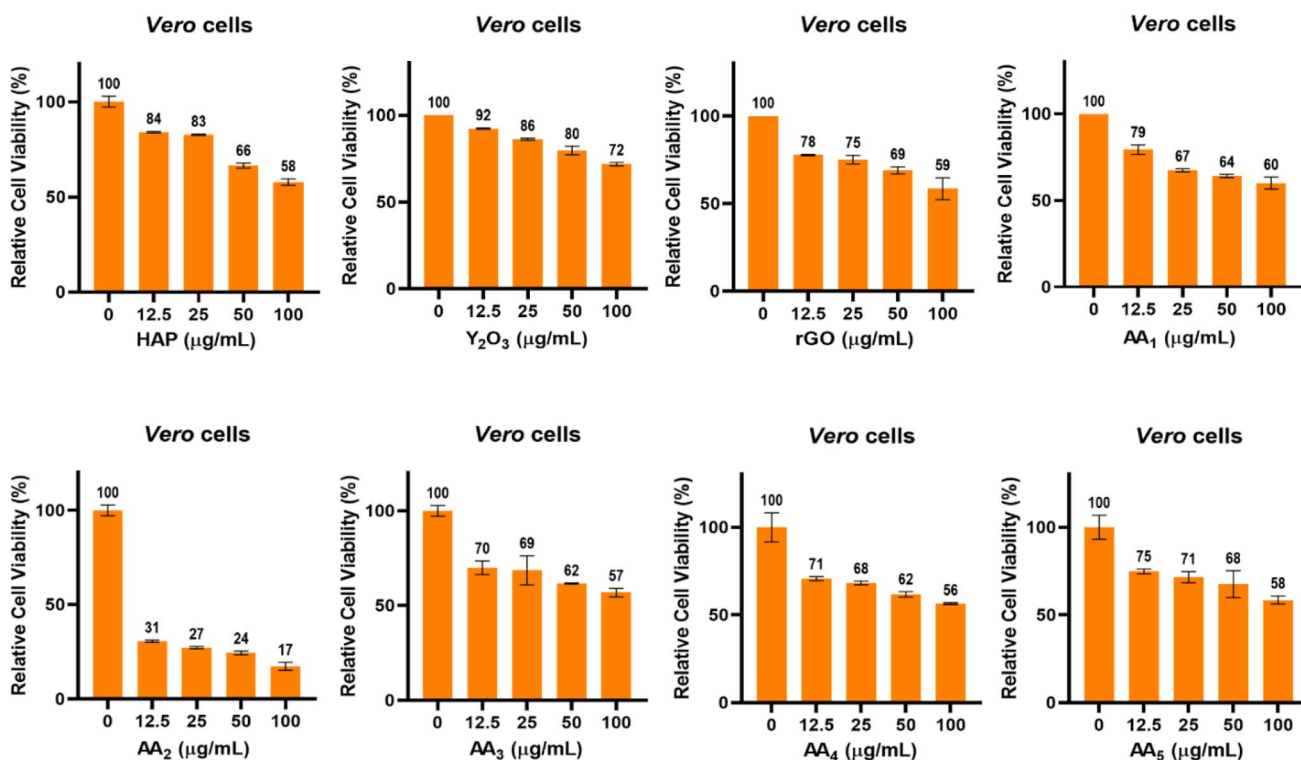 Vero cells
Relative Cell Viability (%)
100
50
0
100
84
83
66
58
0 12.5 25 50 100
HAP (μg/mL)
Vero cells
Relative Cell Viability (%)
100
50
0
100
92
86
80
72
0 12.5 25 50 100
Y₂O₃ (μg/mL)
Vero cells
Relative Cell Viability (%)
100
50
0
100
78
75
69
59
0 12.5 25 50 100
rGO (μg/mL)
Vero cells
Relative Cell Viability (%)
100
50
0
100
79
67
64
60
0 12.5 25 50 100
AA₁ (μg/mL)
Vero cells
Relative Cell Viability (%)
100
50
0
100
31
27
24
17
0 12.5 25 50 100
AA₂ (μg/mL)
Vero cells
Relative Cell Viability (%)
100
50
0
100
70
69
62
57
0 12.5 25 50 100
AA₃ (μg/mL)
Vero cells
Relative Cell Viability (%)
100
50
0
100
71
68
62
56
0 12.5 25 50 100
AA₄ (μg/mL)
Vero cells
Relative Cell Viability (%)
100
50
0
100
75
71
68
58
0 12.5 25 50 100
AA₅ (μg/mL)